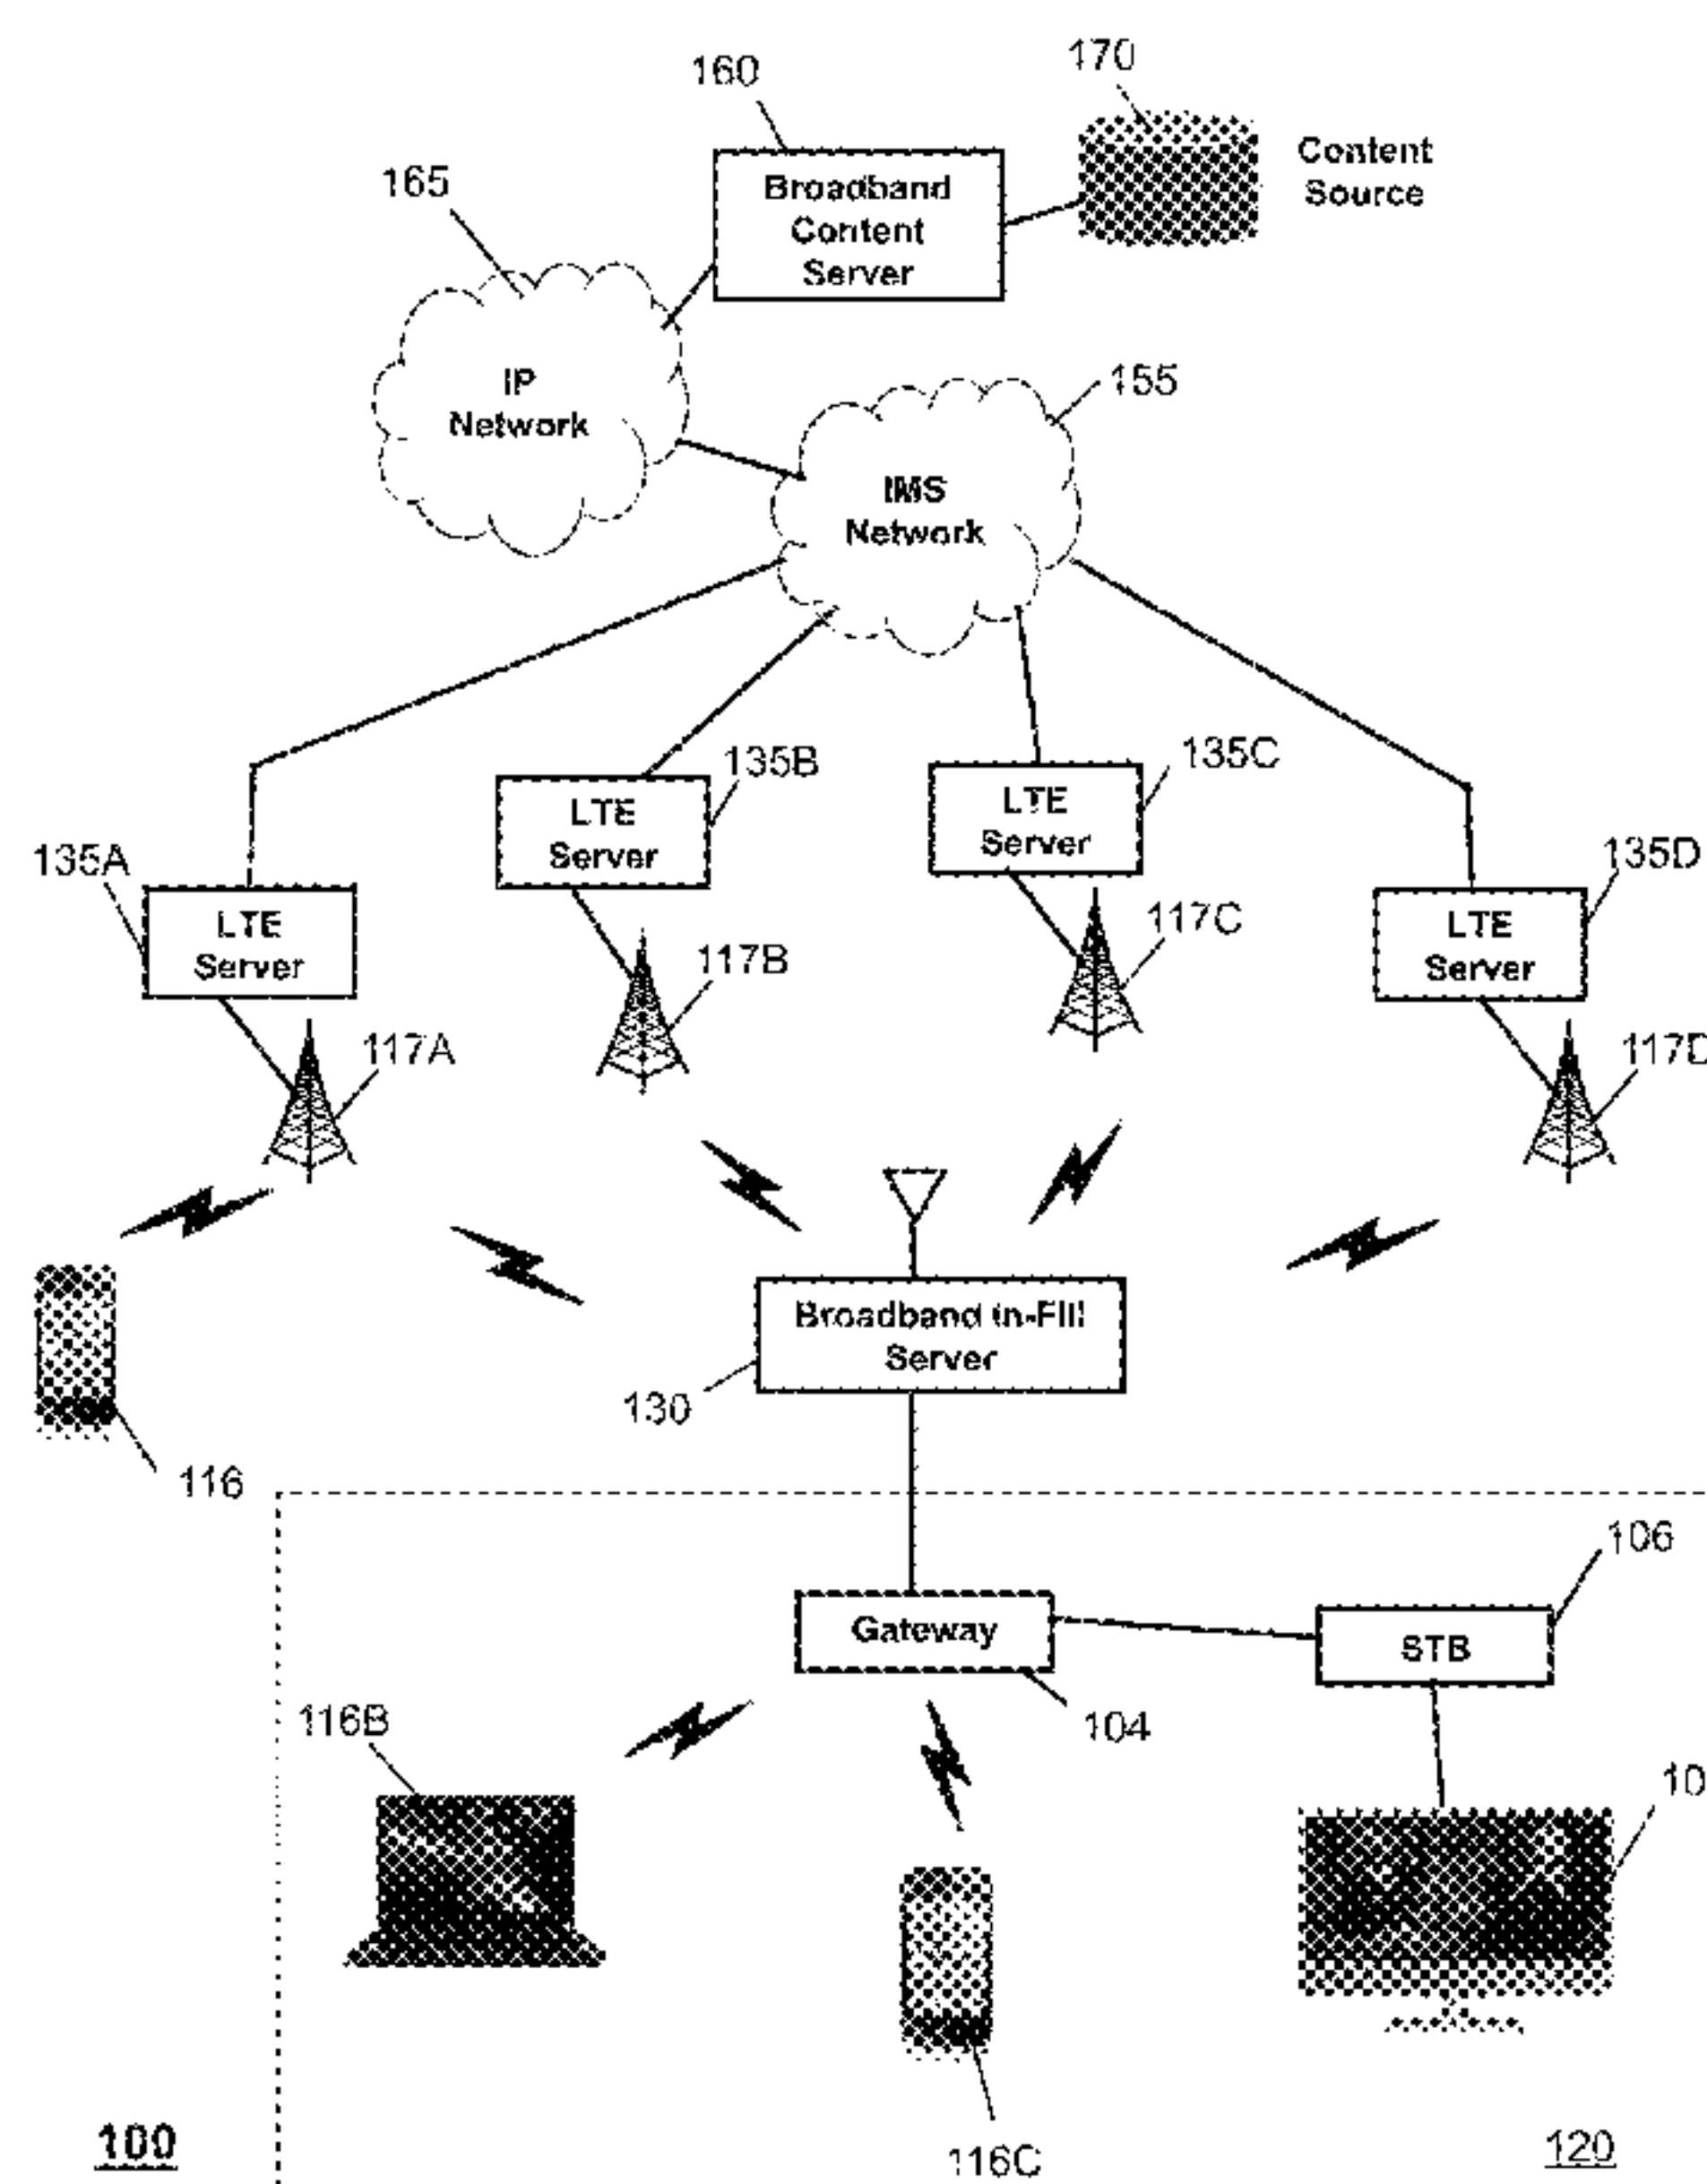 160
170
Content
Source
165
Broadband
Content
Server
IP
Network
155
IMS
Network
135B
135C
LTE
Server
LTE
Server
135A
135D
LTE
Server
LTE
Server
117B
117C
117A
117D
Broadband In-Fill
Server
130
116
106
Gateway
STB
104
116B
10
100
116C
120